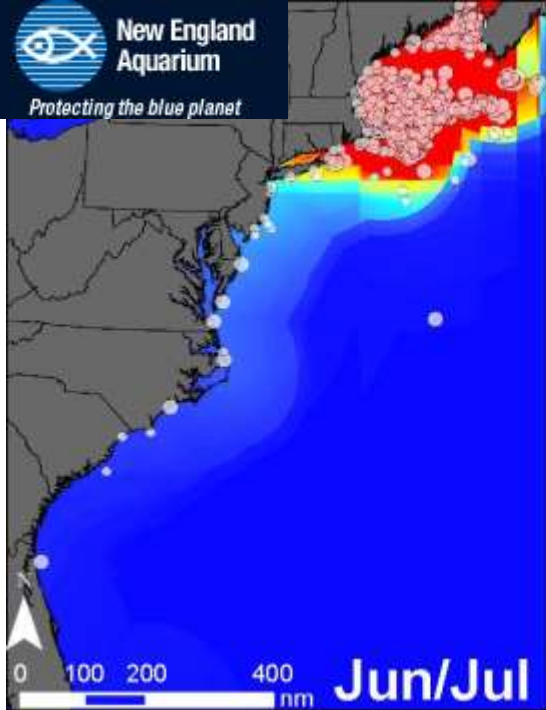 New England
Aquarium
Protecting the blue planet
N
0 100 200 400
nm
Jun/Jul